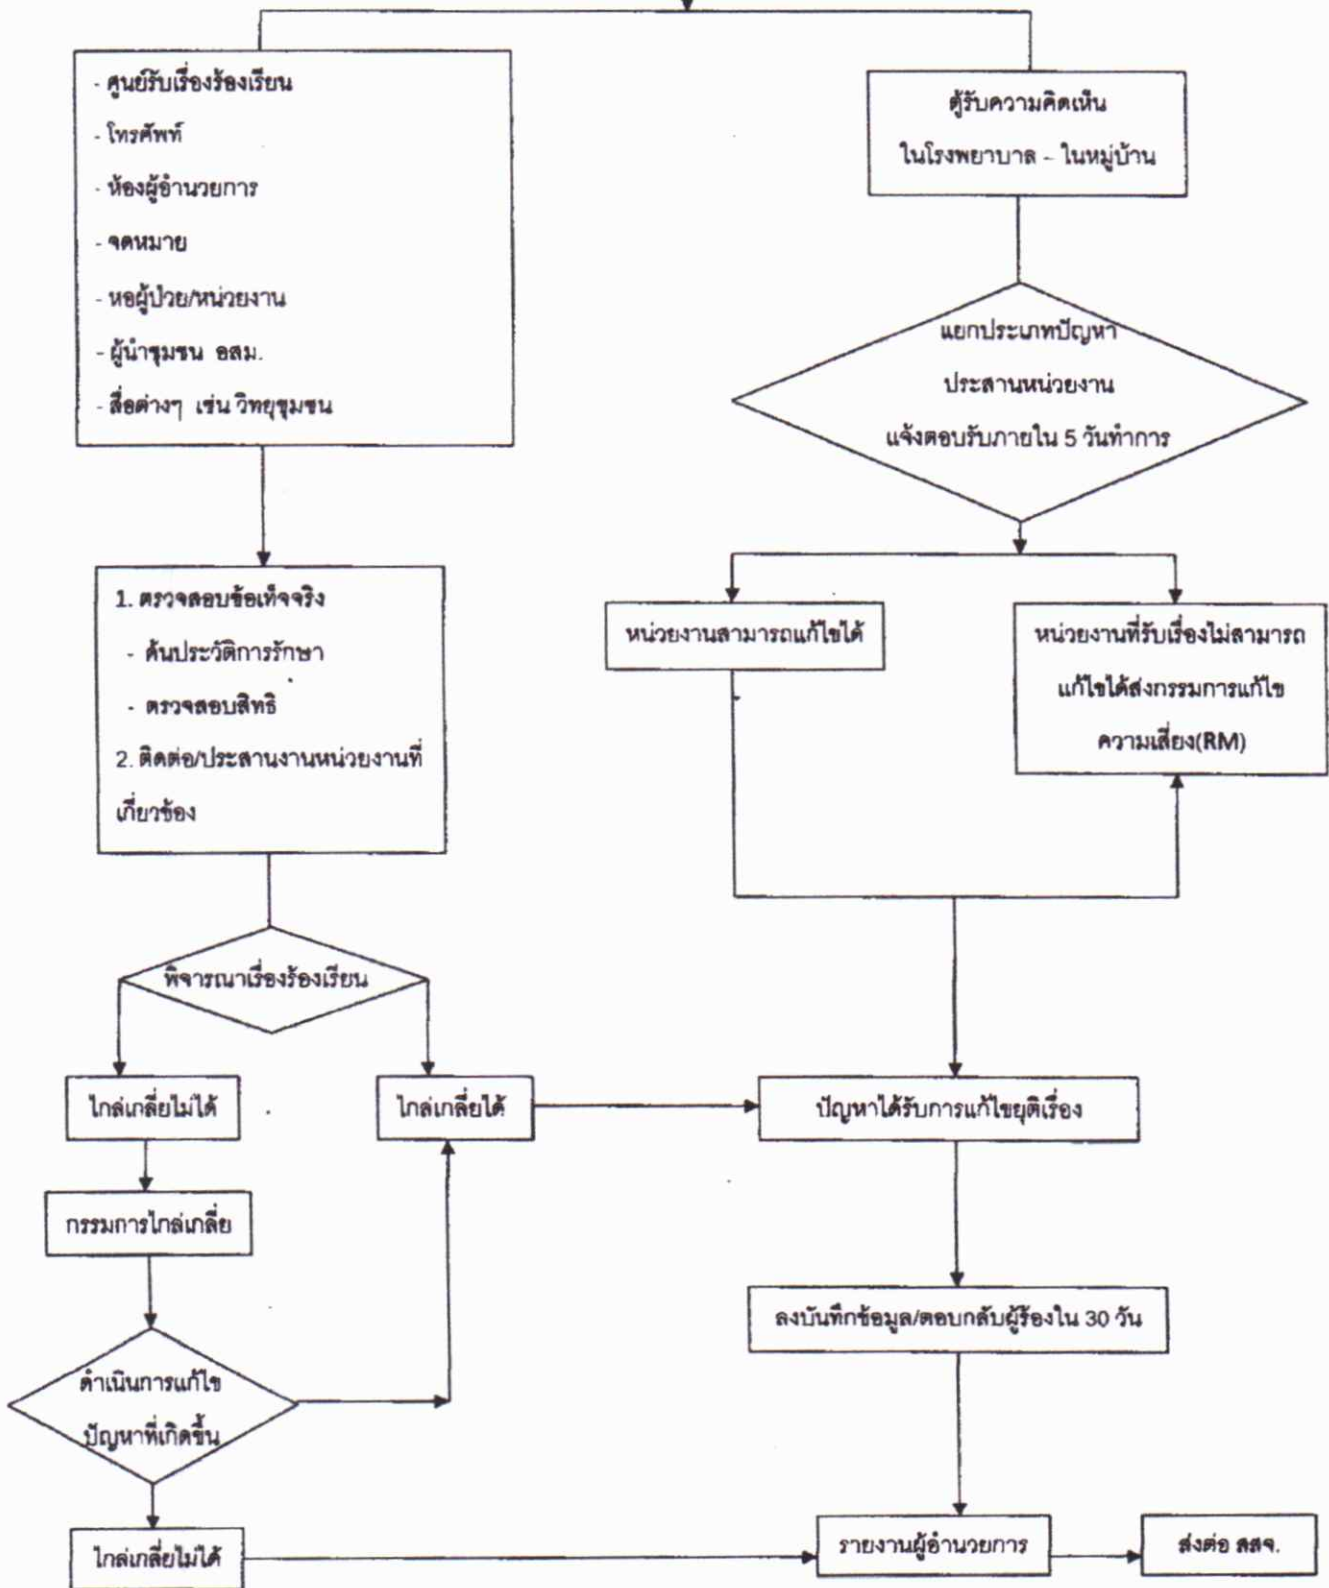 - ศูนย์รับเรื่องร้องเรียน
- โทรศัพท์
- ห้องผู้อำนวยการ
- จดหมาย
- หอผู้ป่วย/หน่วยงาน
- ผู้นำชุมชน อสม.
- สื่อต่างๆ เช่น วิทยุชุมชน
ตู้รับความคิดเห็น
ในโรงพยาบาล – ในหมู่บ้าน
แยกประเภทปัญหา
ประสานหน่วยงาน
แจ้งตอบรับภายใน 5 วันทำการ
1. ตรวจสอบข้อเท็จจริง
- ค้นประวัติการรักษา
- ตรวจสอบสิทธิ
2. ติดต่อ/ประสานงานหน่วยงานที่
เกี่ยวข้อง
หน่วยงานสามารถแก้ไขได้
หน่วยงานที่รับเรื่องไม่สามารถ
แก้ไขได้ส่งกรรมการแก้ไข
ความเสี่ยง(RM)
พิจารณาเรื่องร้องเรียน
ไกล่เกลี่ยไม่ได้
ไกล่เกลี่ยได้
ปัญหาได้รับการแก้ไขยุติเรื่อง
กรรมการไกล่เกลี่ย
ลงบันทึกข้อมูล/ตอบกลับผู้ร้องใน 30 วัน
ดำเนินการแก้ไข
ปัญหาที่เกิดขึ้น
ไกล่เกลี่ยไม่ได้
รายงานผู้อำนวยการ
ส่งต่อ สสจ.